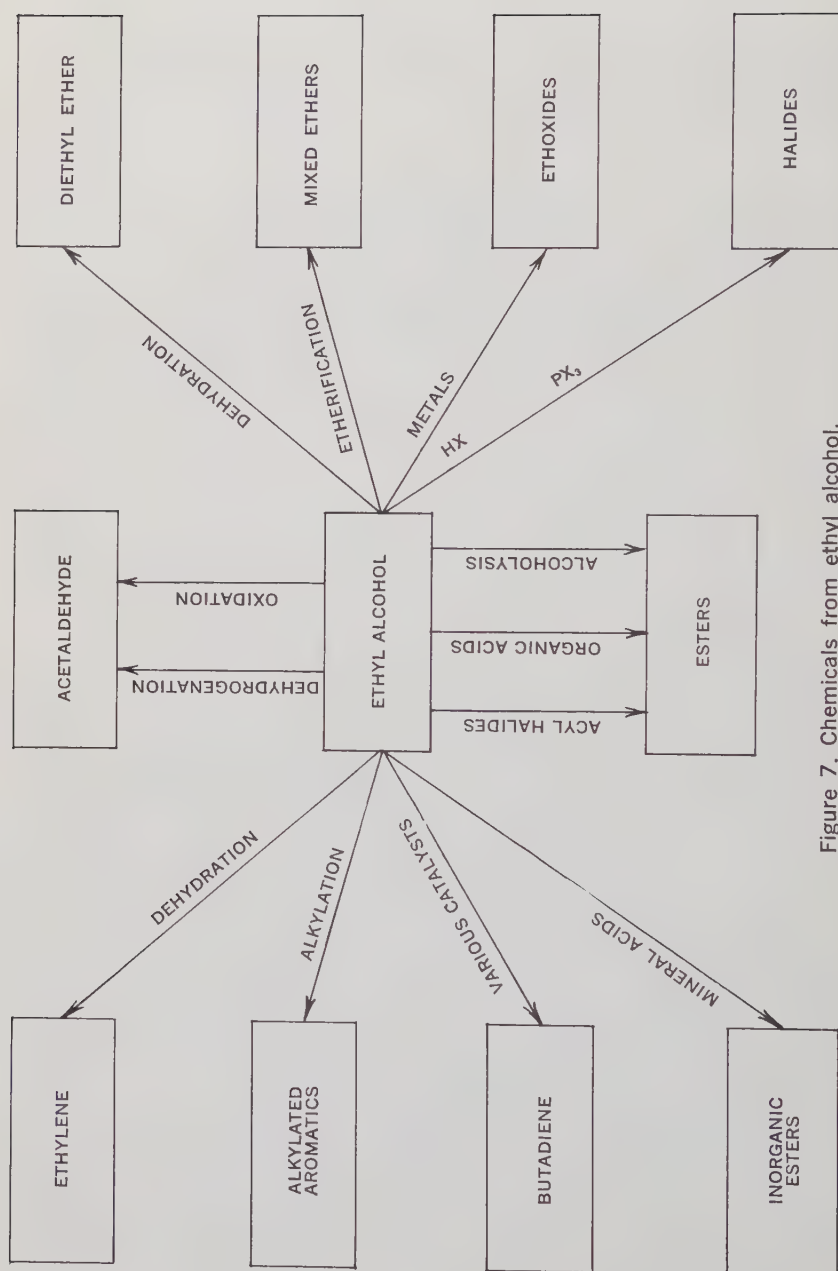 ETHYLENE
ALKYLATED
AROMATICS
BUTADIENE
INORGANIC
ESTERS
DEHYDRATION
ALKYLATION
VARIOUS CATALYSTS
MINERAL ACIDS
ACETALDEHYDE
DEHYDROGENATION
OXIDATION
ETHYL ALCOHOL
ACYL HALIDES
ORGANIC ACIDS
ALCOHOLYSIS
ESTERS
DEHYDRATION
ETHERIFICATION
METALS
HX
PX₃
DIETHYL ETHER
MIXED ETHERS
ETHOXIDES
HALIDES
Figure 7. Chemicals from ethyl alcohol.